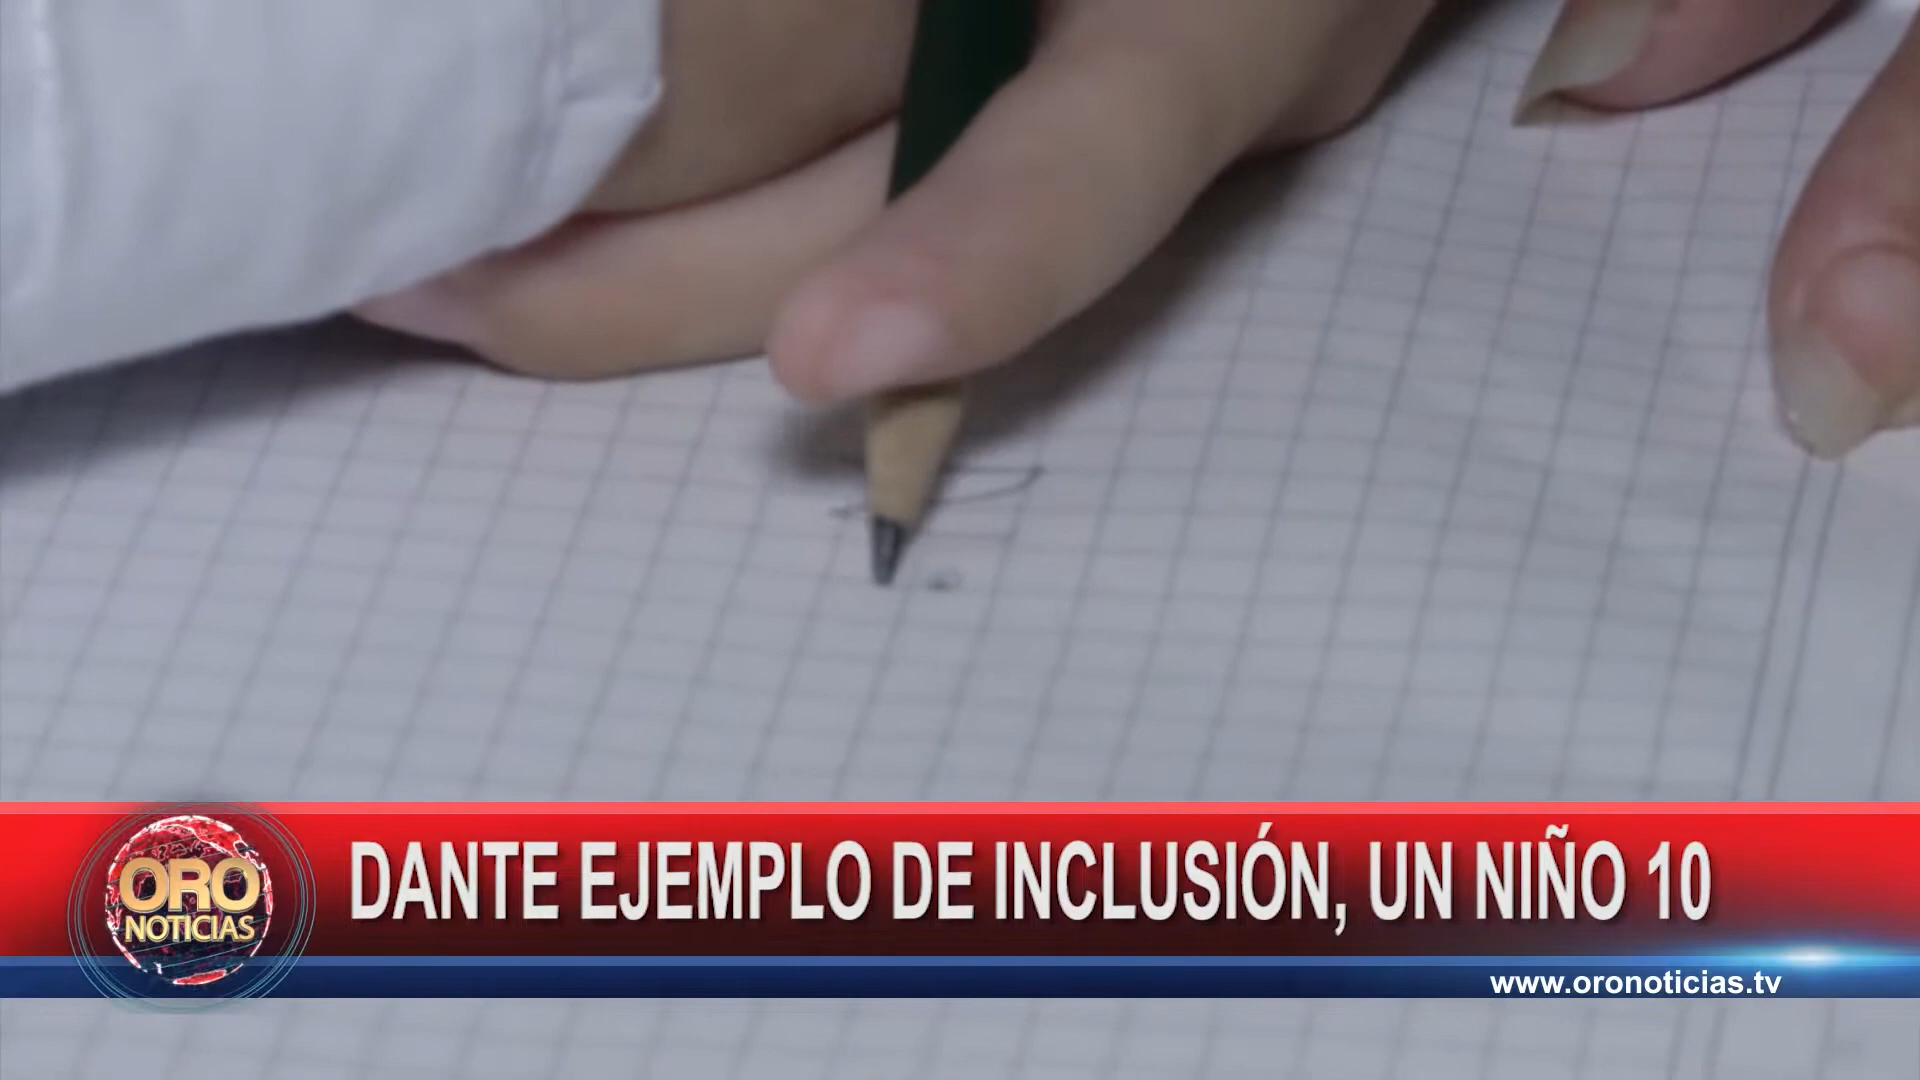 DANTE EJEMPLO DE INCLUSIÓN, UN NIÑO 10
ORO
NOTICIAS
www.oronoticias.tv